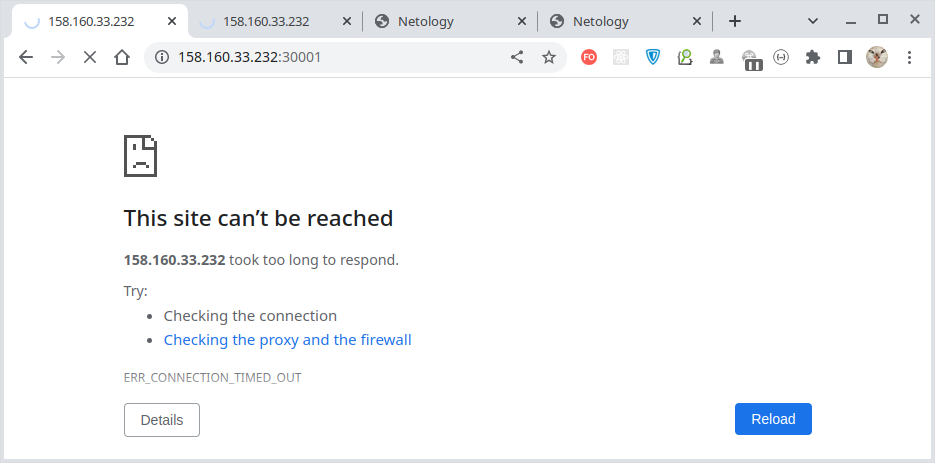 158.160.33.232
158.160.33.232
Netology
Netology
158.160.33.232:30001
FO
This site can’t be reached
158.160.33.232 took too long to respond.
Try:
• Checking the connection
• Checking the proxy and the firewall
ERR_CONNECTION_TIMED_OUT
Details
Reload